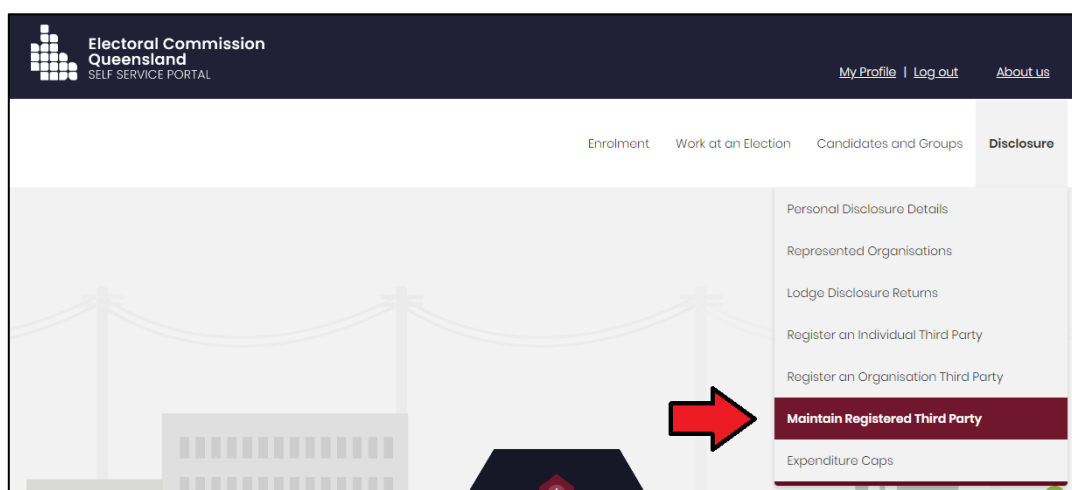 Electoral Commission
Queensland
SELF SERVICE PORTAL
My Profile | Log out About us
Enrolment Work at an Election Candidates and Groups Disclosure
Personal Disclosure Details
Represented Organisations
Lodge Disclosure Returns
Register an Individual Third Party
Register an Organisation Third Party
Maintain Registered Third Party
Expenditure Caps